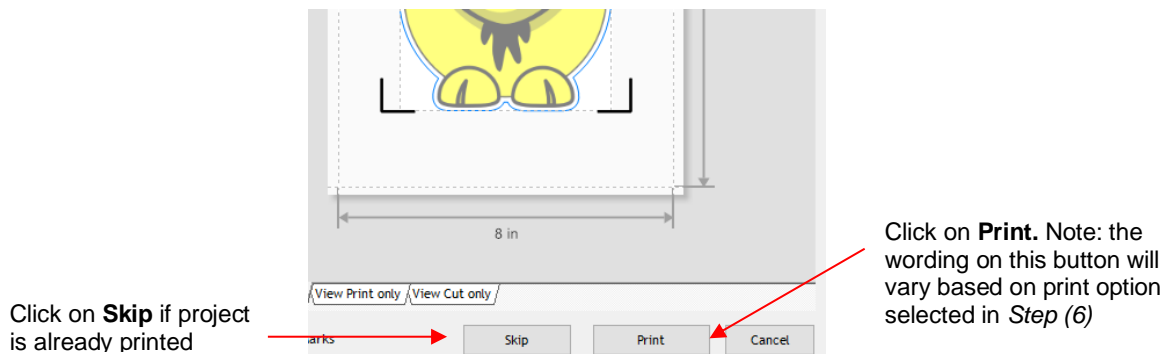 8 in
Click on Print. Note: the
wording on this button will
vary based on print option
selected in Step (6)
View Print only View Cut only
Click on Skip if project
is already printed
arks Skip Print Cancel